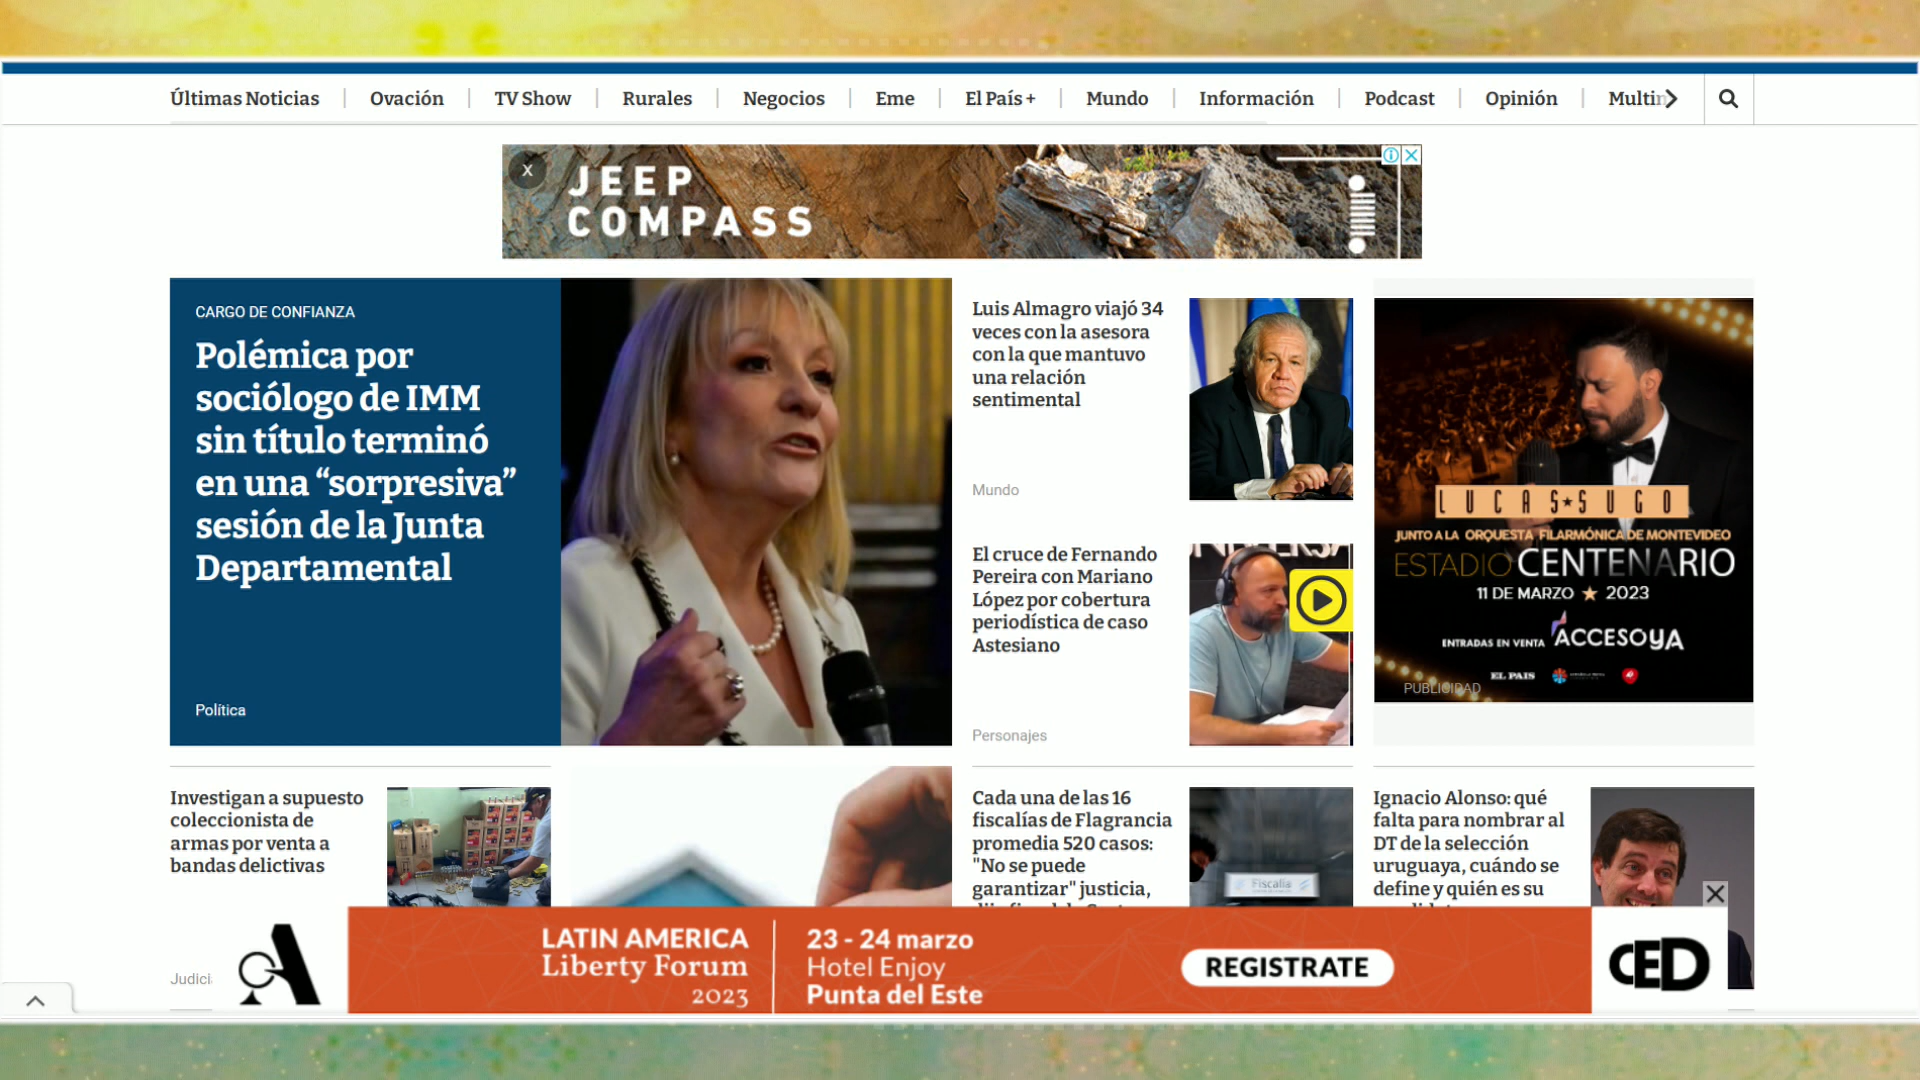 Últimas Noticias
Ovación
TV Show
Rurales
Negocios
Eme
El País +
Mundo
Información
Podcast
Opinión
X
JEEP
COMPASS
CARGO DE CONFIANZA
Polémica por
sociólogo de IMM
sin título terminó
en una “sorpresiva”
sesión de la Junta
Departamental
Política
Luis Almagro viajó 34
veces con la asesora
con la que mantuvo
una relación
sentimental
Mundo
El cruce de Fernando
Pereira con Mariano
López por cobertura
periodística de caso
Astesiano
Personajes
LUCAS★SUGO
JUNTO A LA ORQUESTA FILARMÓNICA DE MONTEVIDEO
ESTADIO CENTENARIO
11 DE MARZO ★ 2023
ENTRADAS EN VENTA ACCESOYA
EL PAIS
PUBLICIDAD
Investigan a supuesto
coleccionista de
armas por venta a
bandas delictivas
Cada una de las 16
fiscalías de Flagrancia
promedia 520 casos:
"No se puede
garantizar" justicia,
Fiscalía
Ignacio Alonso: qué
falta para nombrar al
DT de la selección
uruguaya, cuándo se
define y quién es su
LATIN AMERICA
Liberty Forum
2023
23 - 24 marzo
Hotel Enjoy
Punta del Este
REGISTRATE
CED